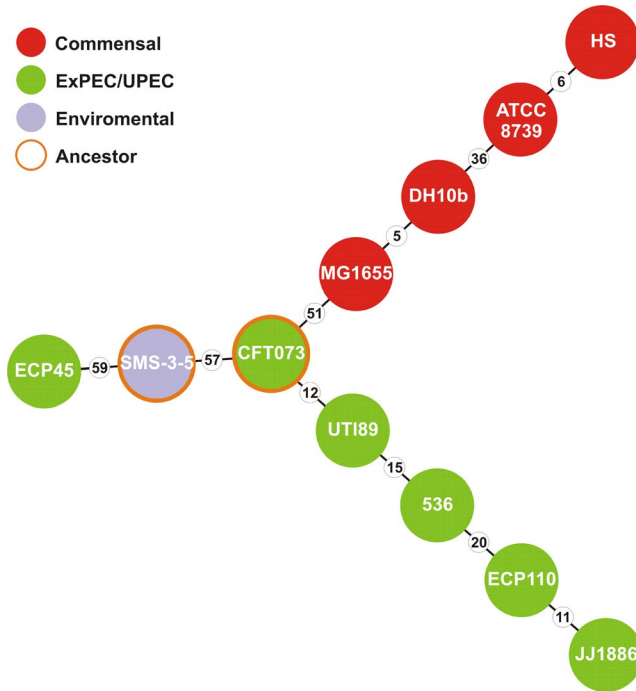 Commensal
ExPEC/UPEC
Enviromental
Ancestor
HS
6
ATCC
8739
36
DH10b
5
MG1655
51
CFT073
57
SMS-3-5
59
ECP45
12
UTI89
15
536
20
ECP110
11
JJ1886